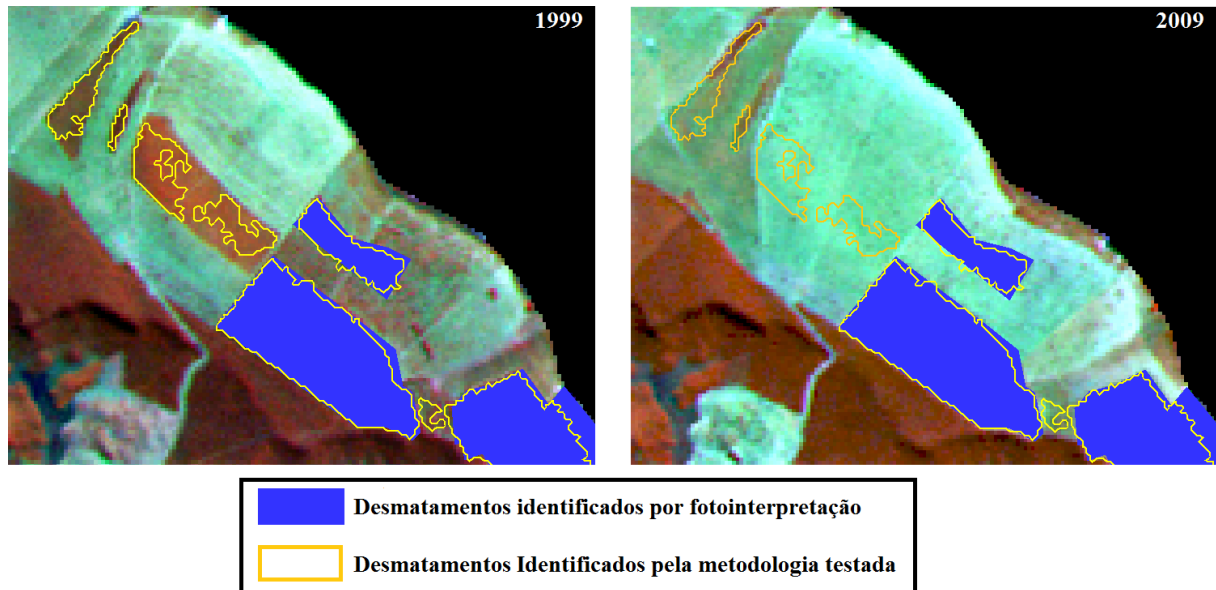 1999
2009
Desmatamentos identificados por fotointerpretação
Desmatamentos Identificados pela metodologia testada